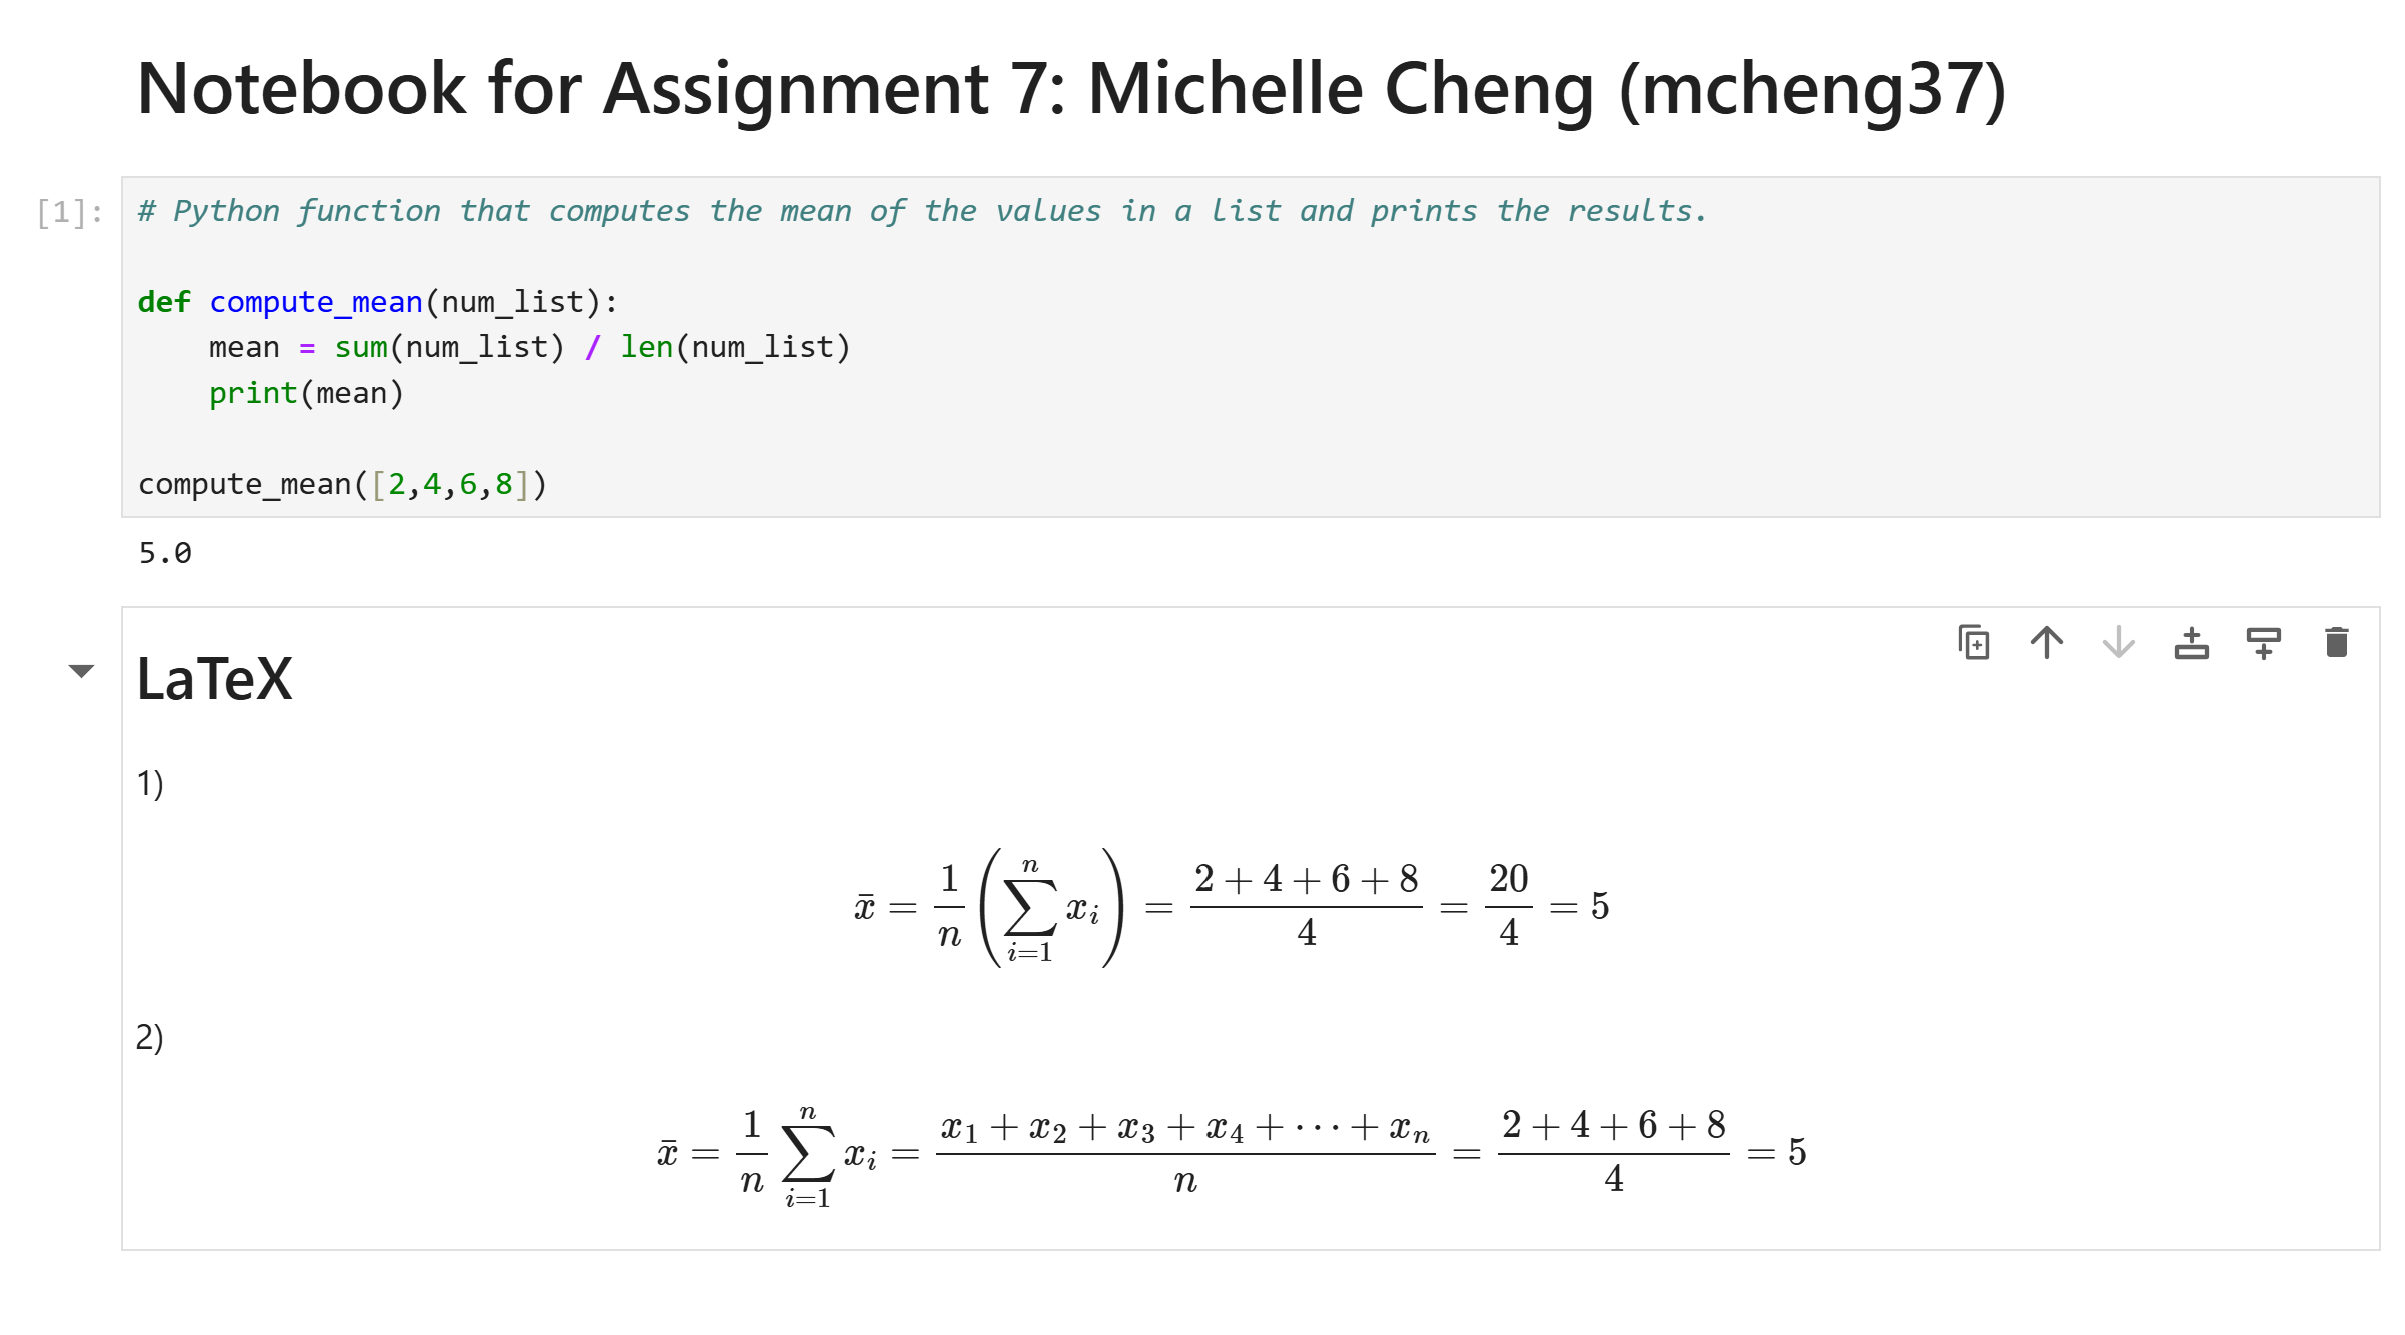 Notebook for Assignment 7: Michelle Cheng (mcheng37)
[1]:
# Python function that computes the mean of the values in a list and prints the results.
def compute_mean(num_list):
    mean = sum(num_list) / len(num_list)
    print(mean)
compute_mean([2,4,6,8])
5.0
LaTeX
1)
x̄ = \frac{1}{n} \left( \sum_{i=1}^{n} x_i \right) = \frac{2 + 4 + 6 + 8}{4} = \frac{20}{4} = 5
2)
x̄ = \frac{1}{n} \sum_{i=1}^{n} x_i = \frac{x_1 + x_2 + x_3 + x_4 + \cdots + x_n}{n} = \frac{2 + 4 + 6 + 8}{4} = 5